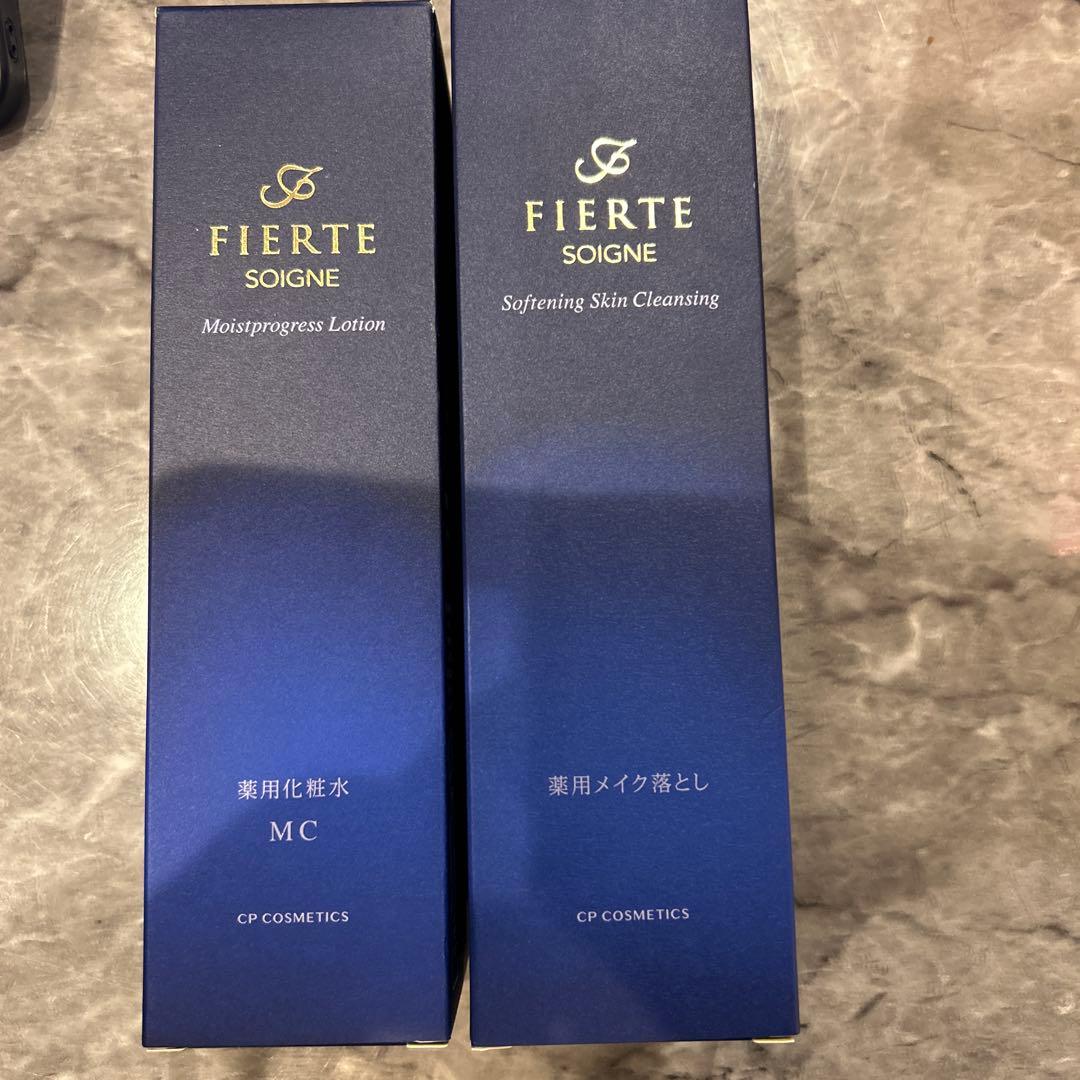 FIERTE
SOIGNE
Moistprogress Lotion
薬用化粧水
MC
CP COSMETICS
FIERTE
SOIGNE
Softening Skin Cleansing
薬用メイク落とし
CP COSMETICS